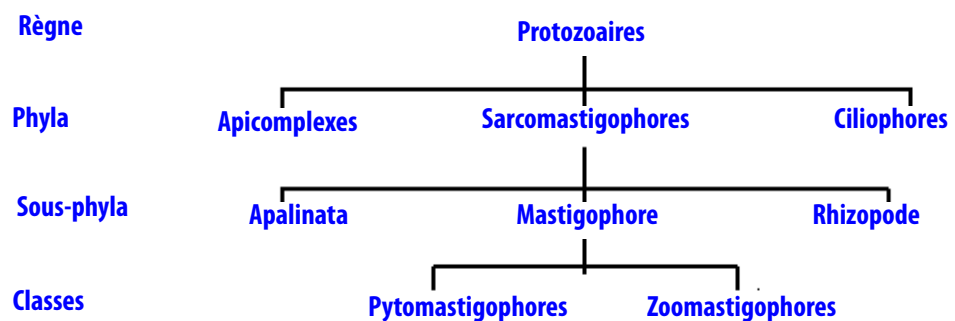 Règne
Protozoaires
Phyla
Apicomplexes
Sarcomastigophores
Ciliophores
Sous-phyla
Apalinata
Mastigophore
Rhizopode
Classes
Pytomastigophores
Zoomastigophores